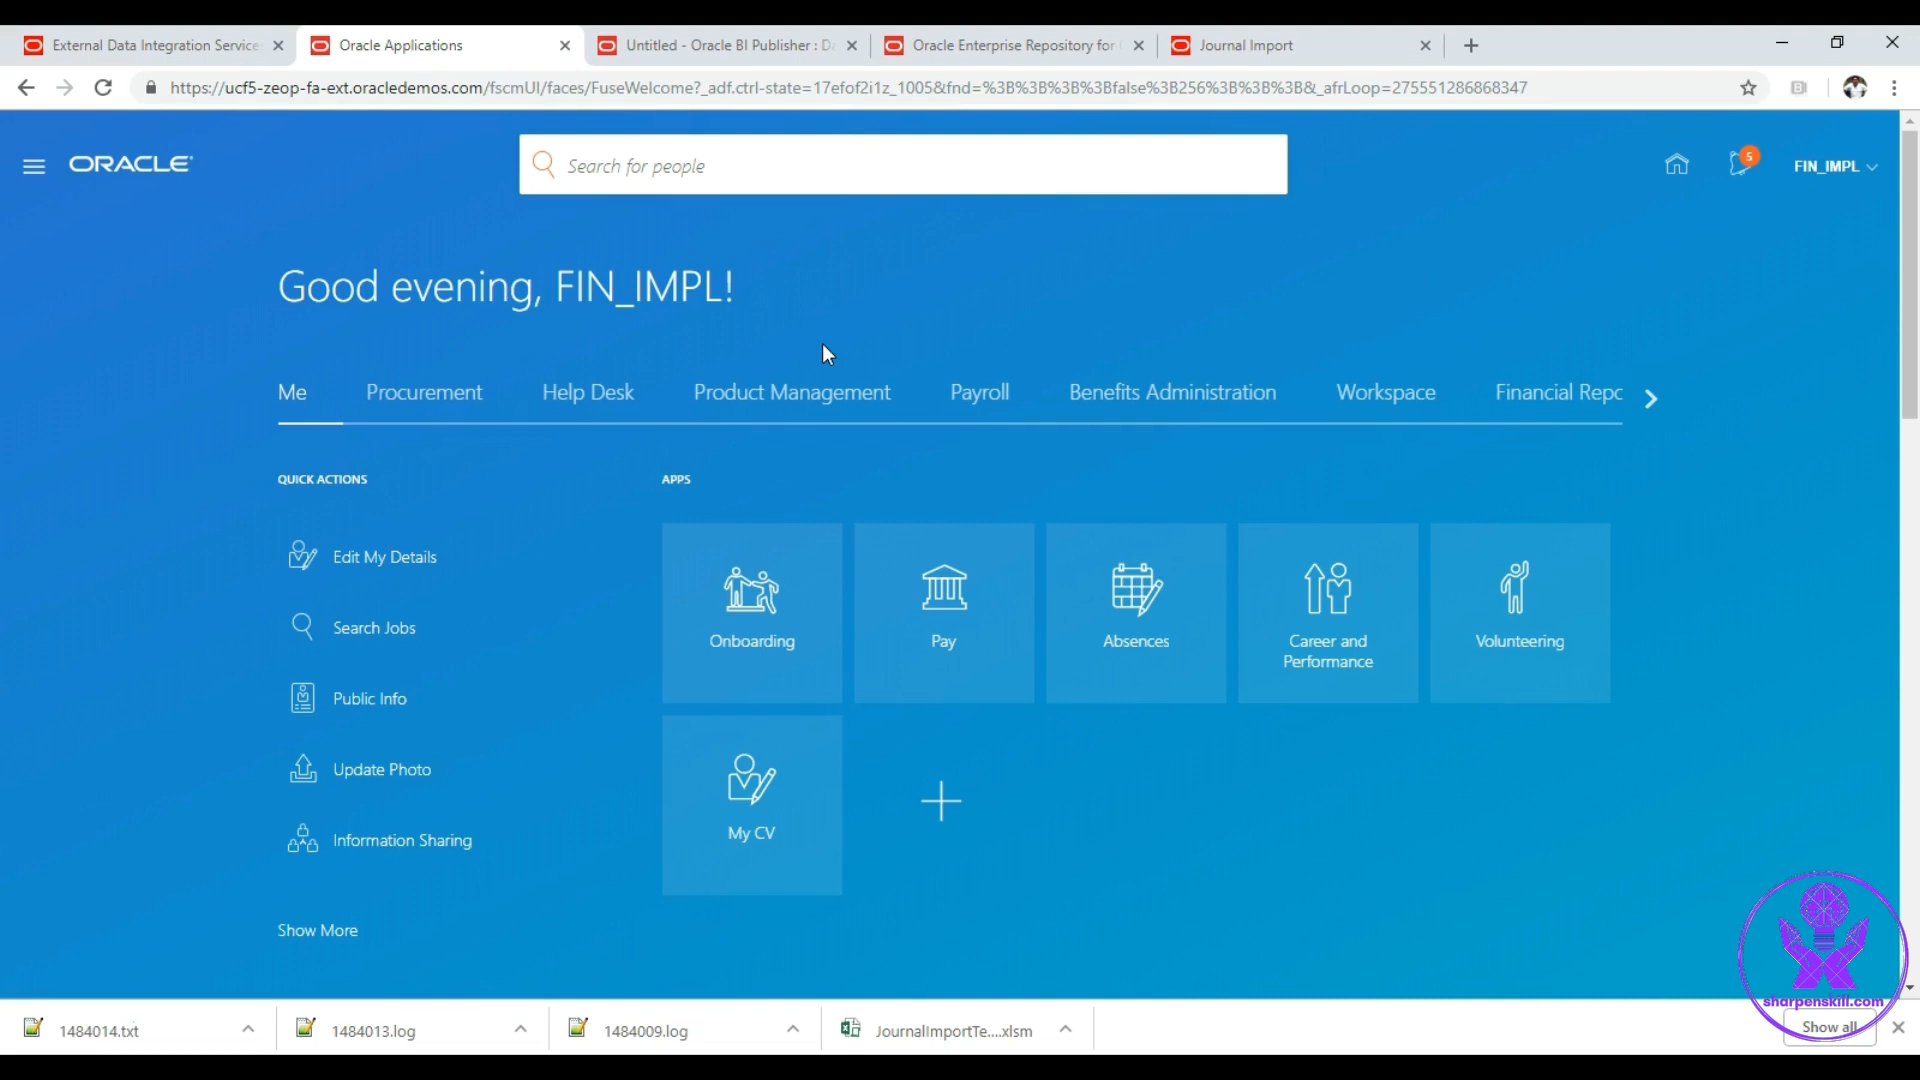 External Data Integration Service
Oracle Applications
Untitled - Oracle BI Publisher : Da
Oracle Enterprise Repository for
Journal Import
https://ucf5-zeop-fa-ext.oracledemos.com/fscmUI/faces/FuseWelcome?_adf.ctrl-state=17efof2i1z_1005&fnd=%3B%3B%3B%3Bfalse%3B256%3B%3B%3B&_afrLoop=275551286868347
ORACLE
Search for people
5
FIN_IMPL
Good evening, FIN_IMPL!
Me Procurement Help Desk Product Management Payroll Benefits Administration Workspace Financial Repo
QUICK ACTIONS
APPS
Edit My Details
Search Jobs
Public Info
Update Photo
Information Sharing
Show More
Onboarding
Pay
Absences
Career and
Performance
Volunteering
My CV
sharpenskill.com
1484014.txt
1484013.log
1484009.log
JournalImportTe....xlsm
Show all